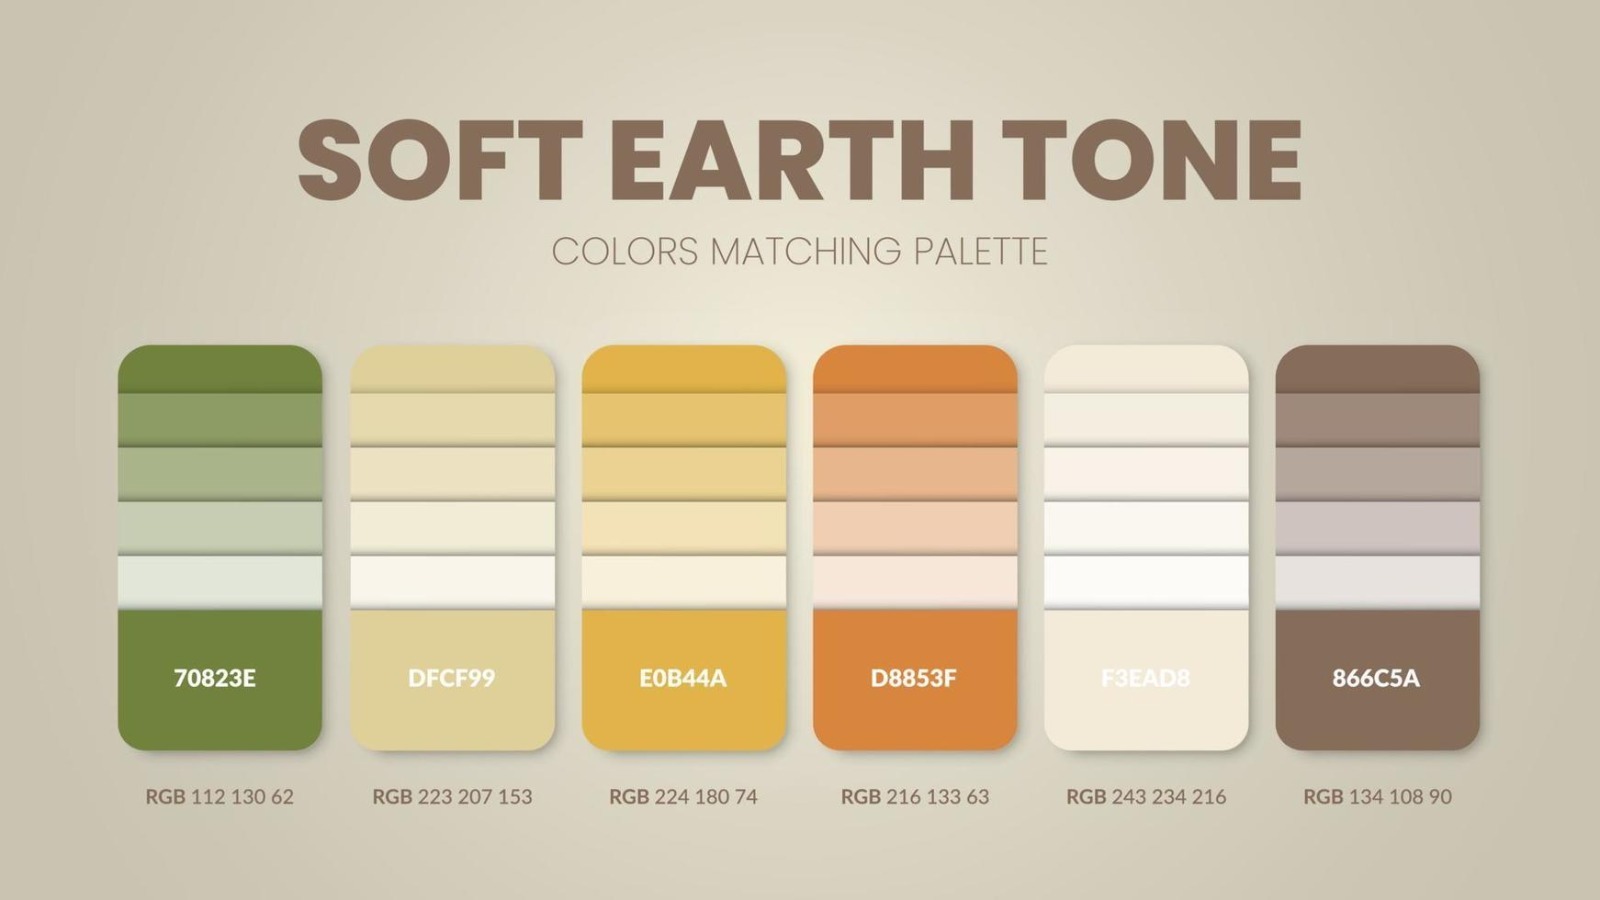 SOFT EARTH TONE
COLORS MATCHING PALETTE
70823E
DFCF99
E0B44A
D8853F
F3EAD8
866C5A
RGB 112 130 62
RGB 223 207 153
RGB 224 180 74
RGB 216 133 63
RGB 243 234 216
RGB 134 108 90